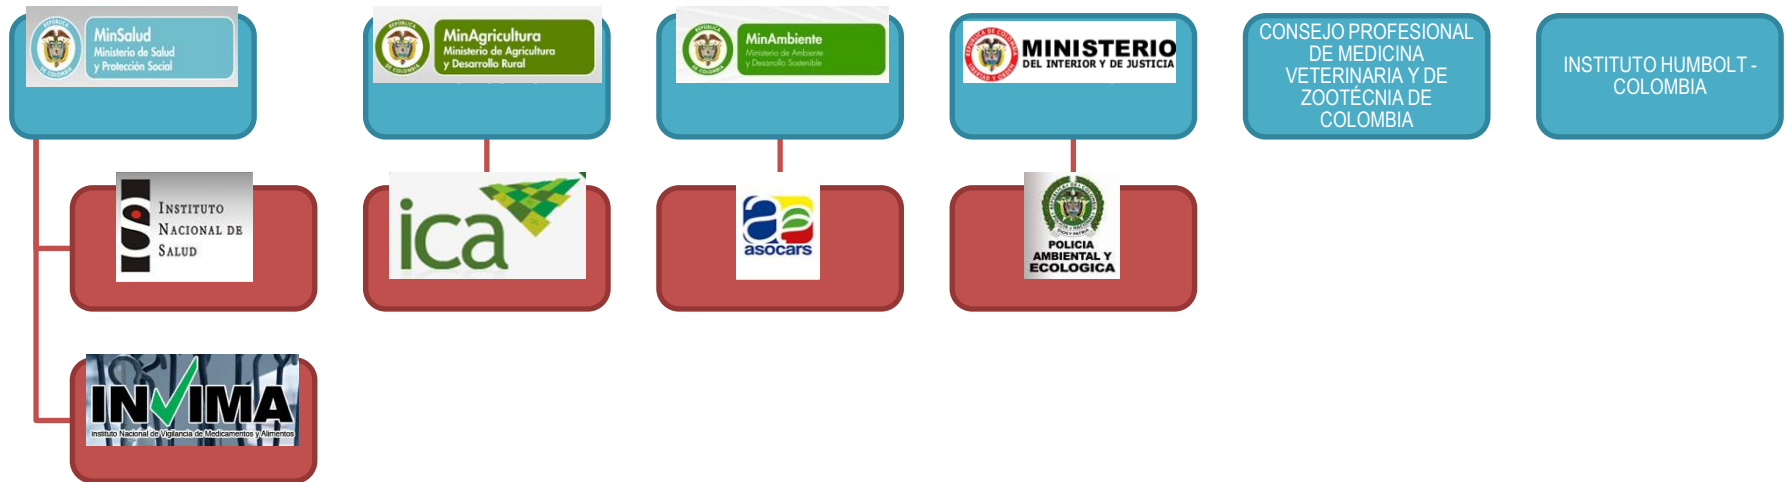 MinSalud
Ministerio de Salud
y Protección Social
MinAgricultura
Ministerio de Agricultura
y Desarrollo Rural
MinAmbiente
Ministerio de Ambiente
y Desarrollo Sostenible
MINISTERIO
DEL INTERIOR Y DE JUSTICIA
CONSEJO PROFESIONAL
DE MEDICINA
VETERINARIA Y DE
ZOOTÉCNIA DE
COLOMBIA
INSTITUTO HUMBOLT -
COLOMBIA
INSTITUTO
NACIONAL DE
SALUD
ica
asocars
POLICIA
AMBIENTAL Y
ECOLOGICA
INVIMA
Instituto Nacional de Vigilancia de Medicamentos y Alimentos